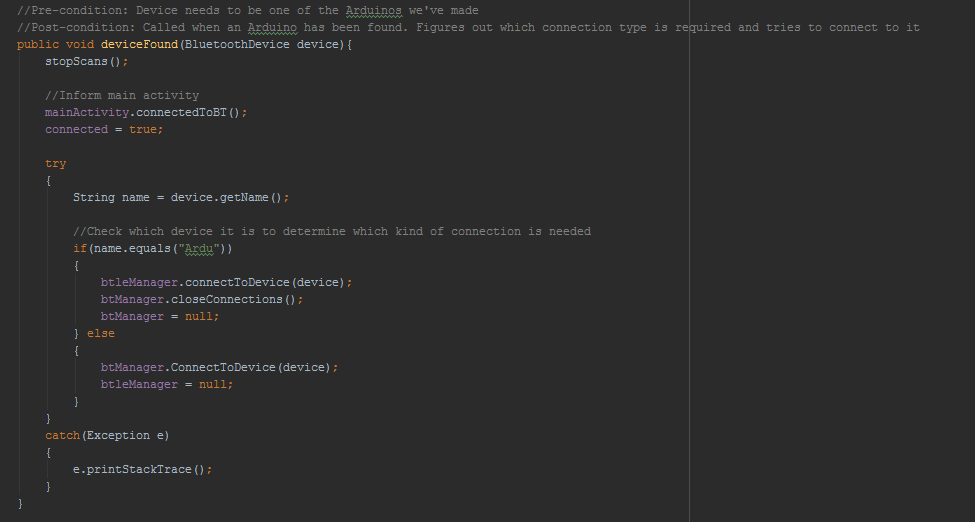 //Pre-condition: Device needs to be one of the Arduinos we've made
//Post-condition: Called when an Arduino has been found. Figures out which connection type is required and tries to connect to it
public void deviceFound(BluetoothDevice device){
    stopScans();

    //Inform main activity
    mainActivity.connectedToBT();
    connected = true;

    try
    {
        String name = device.getName();

        //Check which device it is to determine which kind of connection is needed
        if(name.equals("Ardu"))
        {
            btleManager.connectToDevice(device);
            btManager.closeConnections();
            btManager = null;
        } else
        {
            btManager.ConnectToDevice(device);
            btleManager = null;
        }
    }
    catch(Exception e)
    {
        e.printStackTrace();
    }
}